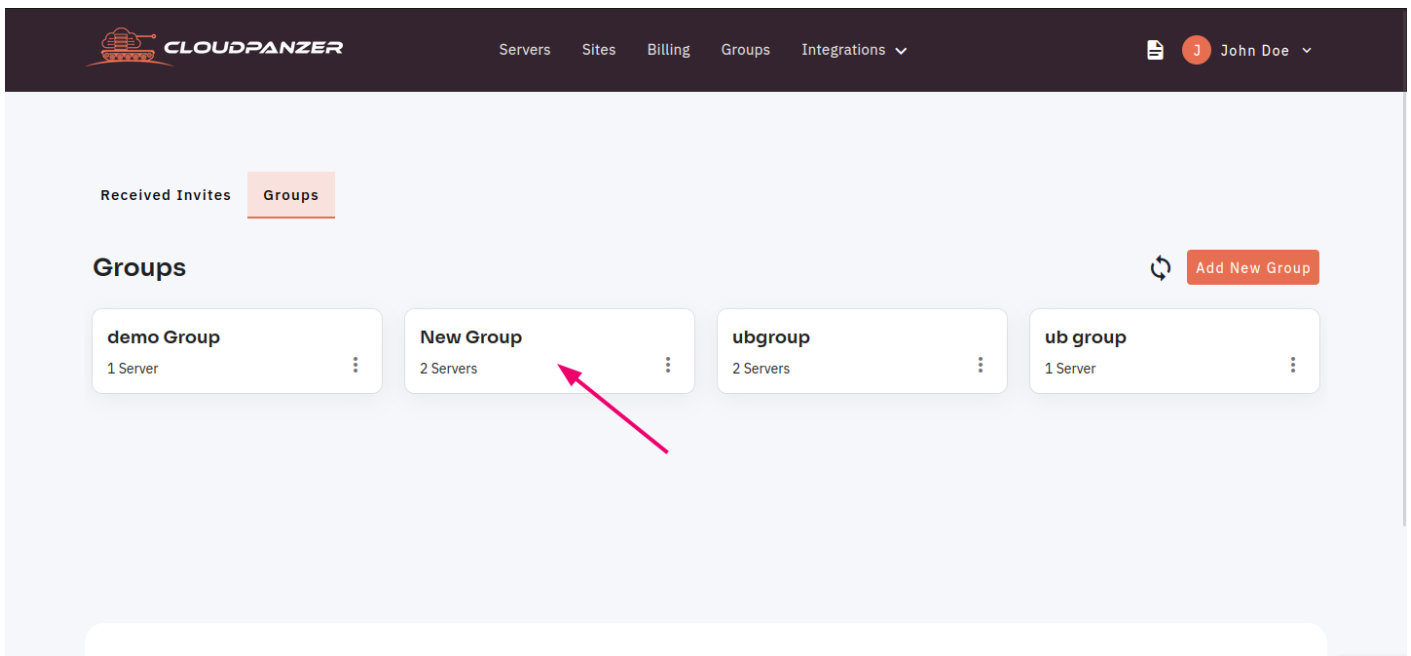 CLOUDPANZER Servers Sites Billing Groups Integrations J John Doe
Received Invites Groups
Groups Add New Group
demo Group New Group ubgroup ub group
1 Server 2 Servers 2 Servers 1 Server